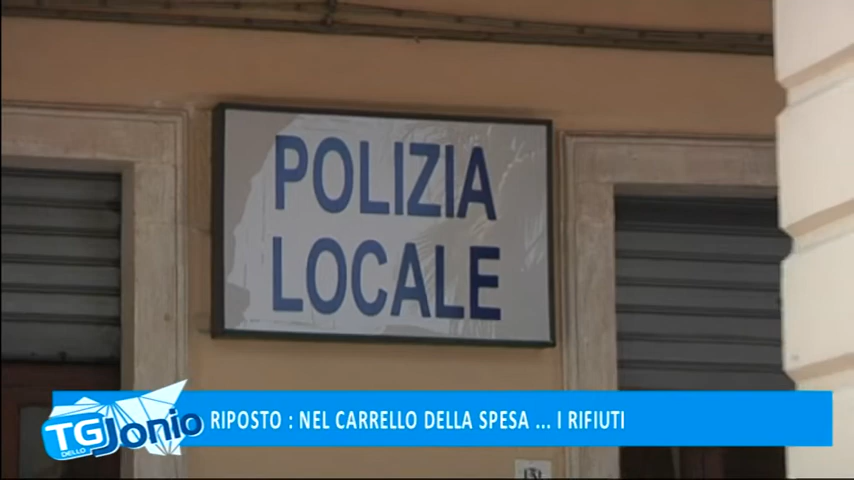 POLIZIA
LOCALE
TG
DELLO
Jonio
RIPOSTO : NEL CARRELLO DELLA SPESA ... I RIFIUTI